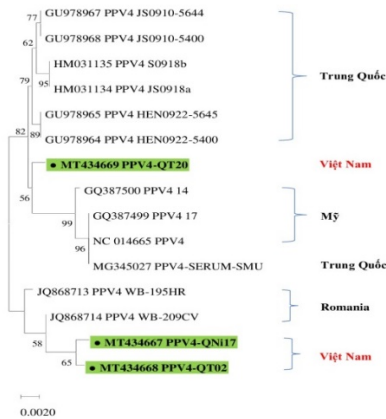 77
GU978967 PPV4 JS0910-5644
62
GU978968 PPV4 JS0910-5400
79
HM031135 PPV4 S0918b
95
HM031134 PPV4 JS0918a
Trung Quốc
82
GU978965 PPV4 HEN0922-5645
89
GU978964 PPV4 HEN0922-5400
MT434669 PPV4-QT20
Việt Nam
56
GQ387500 PPV4 14
99
GQ387499 PPV4 17
Mỹ
NC 014665 PPV4
96
MG345027 PPV4-SERUM-SMU
Trung Quốc
JQ868713 PPV4 WB-195HR
Romania
JQ868714 PPV4 WB-209CV
58
MT434667 PPV4-QNi17
Việt Nam
65
MT434668 PPV4-QT02
0.0020